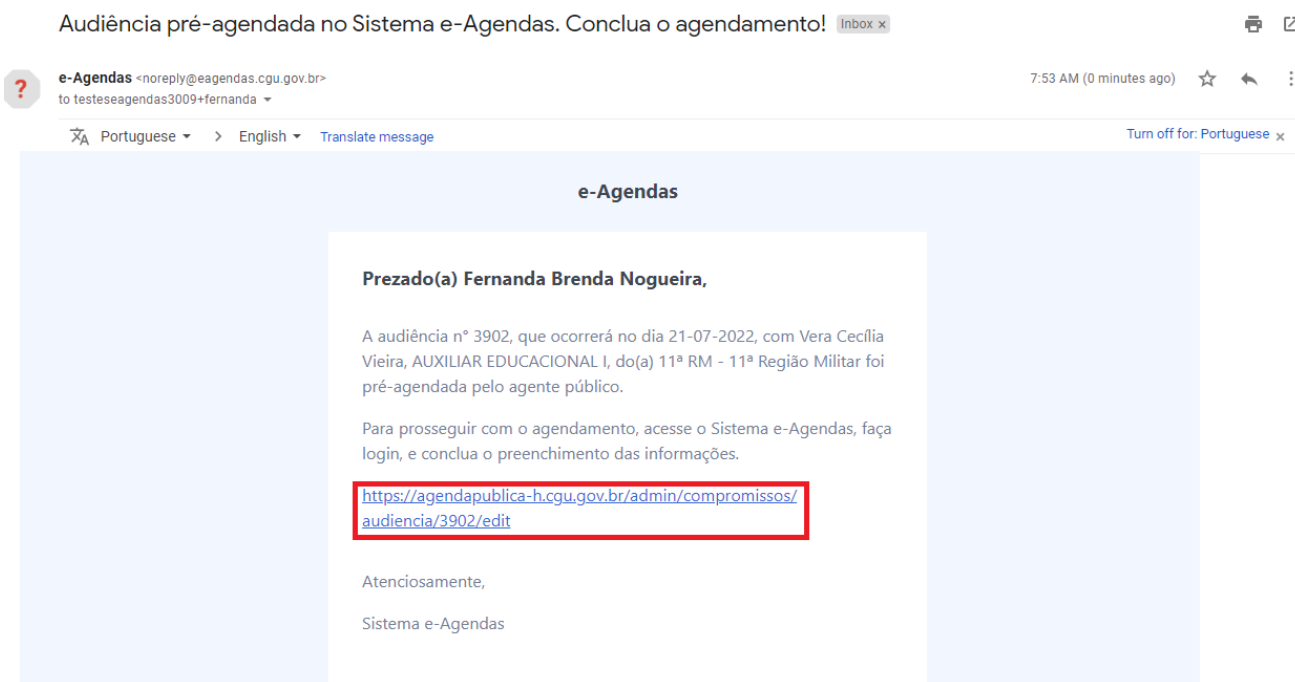 Audiência pré-agendada no Sistema e-Agendas. Conclua o agendamento! Inbox x
e-Agendas <noreply@eagendas.cgu.gov.br>
7:53 AM (0 minutes ago)
to testeseagendas3009+fernanda
Portuguese > English Translate message
Turn off for: Portuguese x
e-Agendas
Prezado(a) Fernanda Brenda Nogueira,
A audiência n° 3902, que ocorrerá no dia 21-07-2022, com Vera Cecília
Vieira, AUXILIAR EDUCACIONAL I, do(a) 11ª RM - 11ª Região Militar foi
pré-agendada pelo agente público.
Para prosseguir com o agendamento, acesse o Sistema e-Agendas, faça
login, e conclua o preenchimento das informações.
https://agendapublica-h.cgu.gov.br/admin/compromissos/
audiencia/3902/edit
Atenciosamente,
Sistema e-Agendas